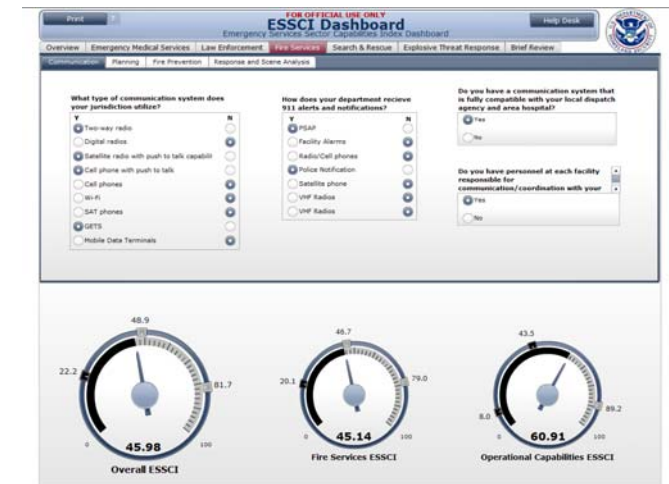 Print
?
FOR OFFICIAL USE ONLY
ESSCI Dashboard
Emergency Services Sector Capabilities Index Dashboard
Help Desk
Overview Emergency Medical Services Law Enforcement Fire Services Search & Rescue Explosive Threat Response Brief Review
Communication Planning Fire Prevention Response and Scene Analysis
What type of communication system does
your jurisdiction utilize?
Y N
Two-way radio
Digital radios
Satellite radio with push to talk capabilit
Cell phone with push to talk
Cell phones
Wi-Fi
SAT phones
GETS
Mobile Data Terminals
How does your department recieve
911 alerts and notifications?
Y N
PSAP
Facility Alarms
Radio/Cell phones
Police Notification
Satellite phone
VHF Radios
VHF Radios
Do you have a communication system that
is fully compatible with your local dispatch
agency and area hospital?
Yes
No
Do you have personnel at each facility
responsible for
communication/coordination with your
Yes
No
48.9
22.2
81.7
0 100
45.98
Overall ESSCI
46.7
20.1
79.0
0 100
45.14
Fire Services ESSCI
43.5
8.0
89.2
0 100
60.91
Operational Capabilities ESSCI